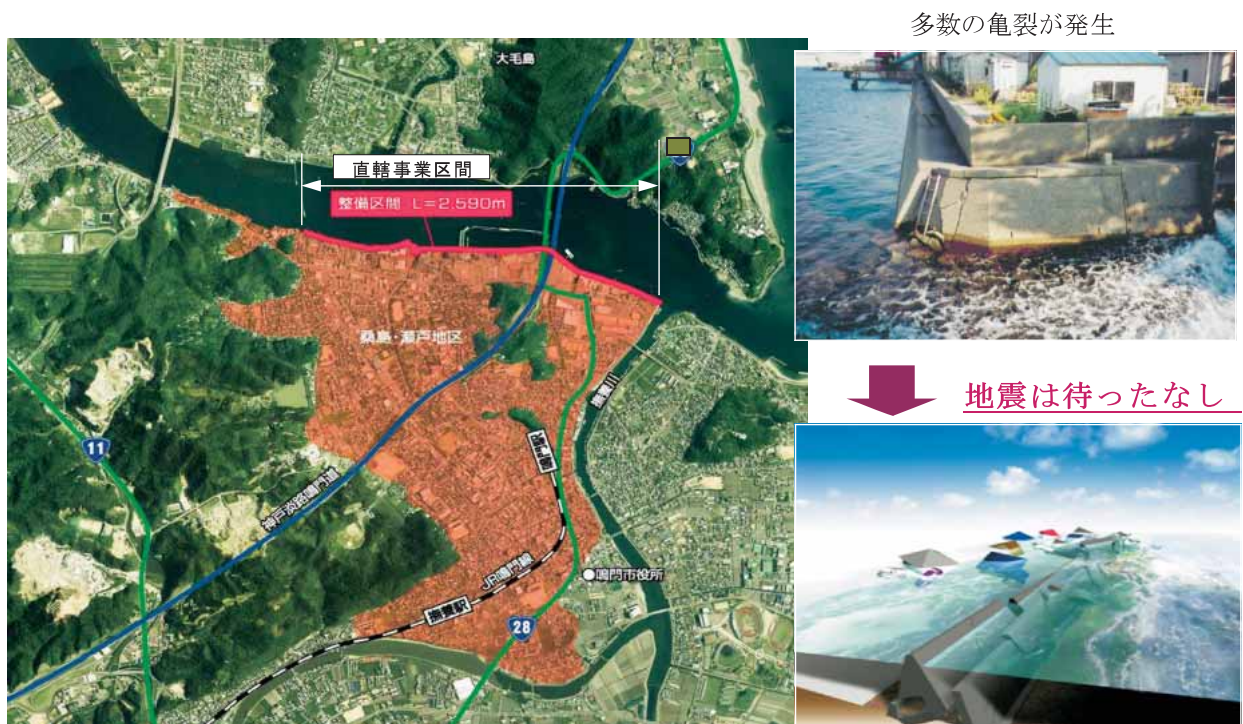 多数の亀裂が発生
大毛島
直轄事業区間
整備区間 L=2,590m
桑島・瀬戸地区
撫養川
11
神戸淡路鳴門道
鳴門駅
JR鳴門線
撫養駅
鳴門市役所
28
地震は待ったなし